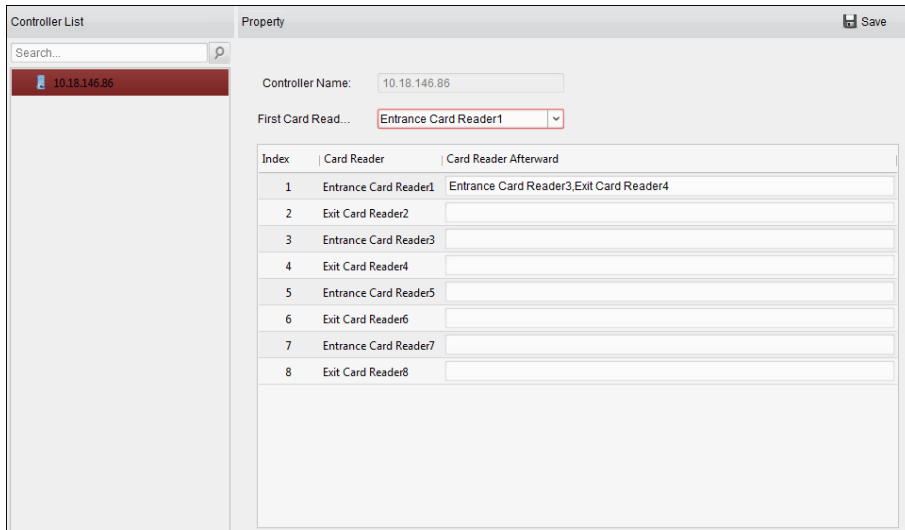 Controller List
Property
Save
Search...
10.18.146.86
Controller Name:
10.18.146.86
First Card Read...
Entrance Card Reader1
Index Card Reader Card Reader Afterward
1 Entrance Card Reader1 Entrance Card Reader3,Exit Card Reader4
2 Exit Card Reader2
3 Entrance Card Reader3
4 Exit Card Reader4
5 Entrance Card Reader5
6 Exit Card Reader6
7 Entrance Card Reader7
8 Exit Card Reader8